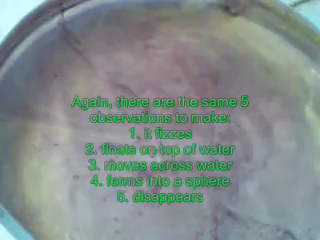 Again, there are the same 5
observations to make:
1. it fizzes
2. floats on top of water
3. moves across water
4. forms into a sphere
5. disappears